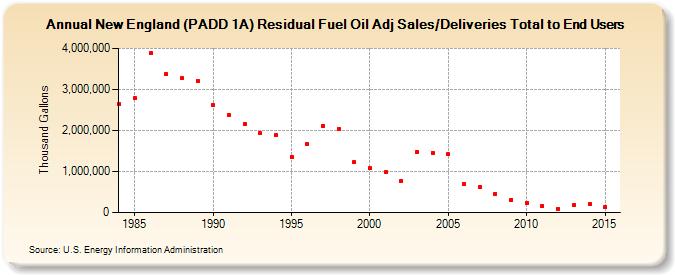 Annual New England (PADD 1A) Residual Fuel Oil Adj Sales/Deliveries Total to End Users
Thousand Gallons
4,000,000
3,000,000
2,000,000
1,000,000
0
1985 1990 1995 2000 2005 2010 2015
Source: U.S. Energy Information Administration